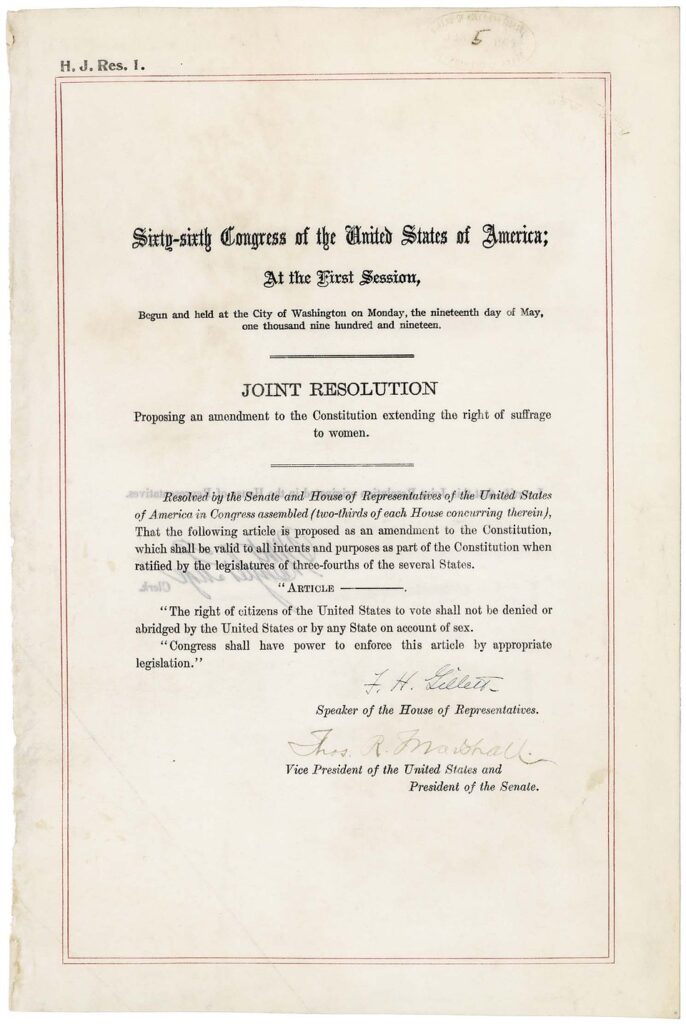 5
H. J. Res. 1.
Sixty-sixth Congress of the United States of America;
At the First Session,
Begun and held at the City of Washington on Monday, the nineteenth day of May,
one thousand nine hundred and nineteen.
JOINT RESOLUTION
Proposing an amendment to the Constitution extending the right of suffrage
to women.
Resolved by the Senate and House of Representatives of the United States
of America in Congress assembled (two-thirds of each House concurring therein),
That the following article is proposed as an amendment to the Constitution,
which shall be valid to all intents and purposes as part of the Constitution when
ratified by the legislatures of three-fourths of the several States.
"ARTICLE ———.
"The right of citizens of the United States to vote shall not be denied or
abridged by the United States or by any State on account of sex.
"Congress shall have power to enforce this article by appropriate
legislation."
F. H. Gillett
Speaker of the House of Representatives.
Thos. R. Marshall.
Vice President of the United States and
President of the Senate.